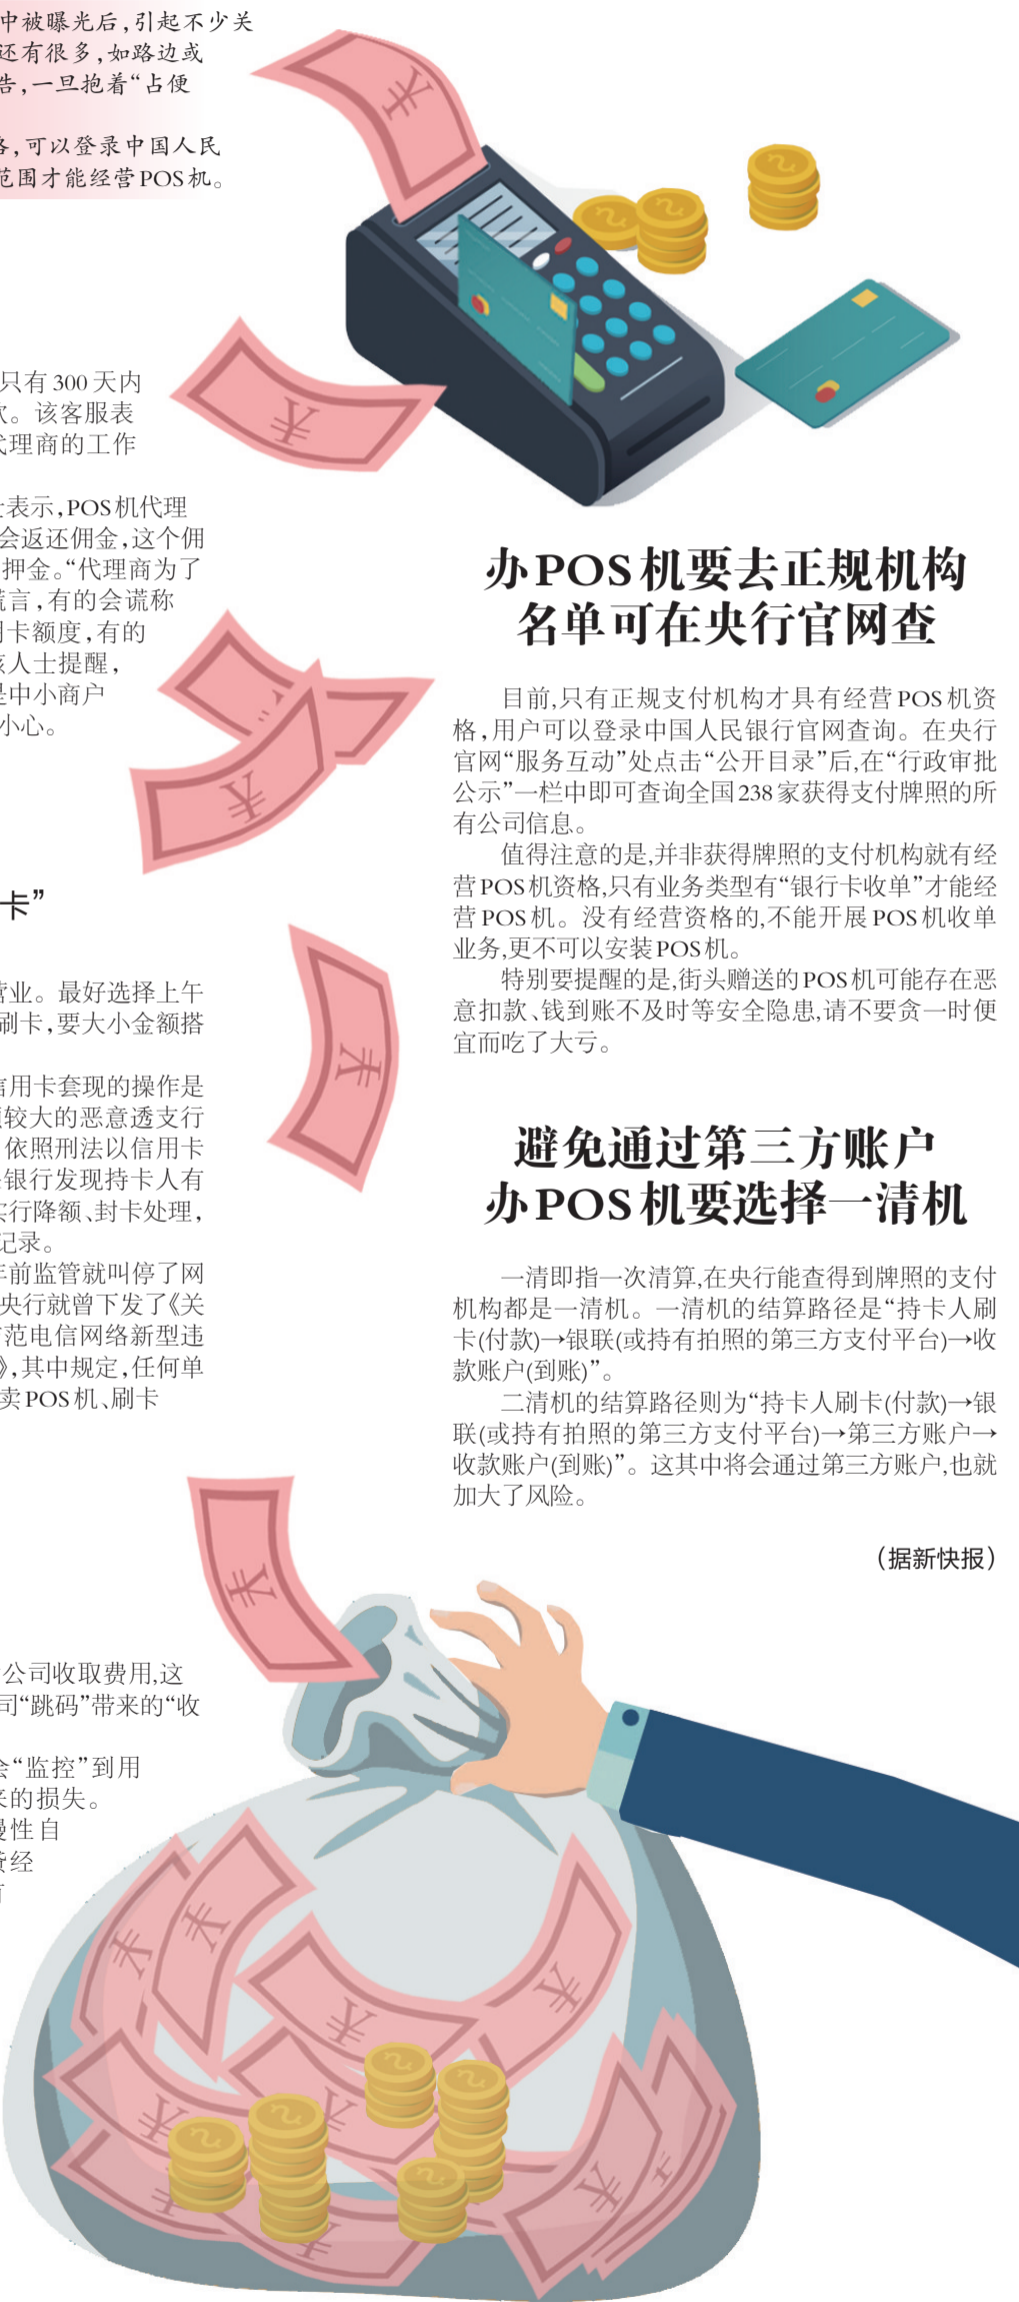 中被曝光后,引起不少关
还有很多,如路边或
告,一旦抱着“占便
可以登录中国人民
范围才能经营POS机。
只有300天内
款。该客服表
代理商的工作
表示,POS机代理
会返还佣金,这个佣
押金。“代理商为了
谎言,有的会谎称
卡额度,有的
该人士提醒,
是中小商户
小心。
卡”
营业。最好选择上午
刷卡,要大小金额搭
信用卡套现的操作是
额较大的恶意透支行
依照刑法以信用卡
银行发现持卡人有
实行降额、封卡处理,
记录。
年前监管就叫停了网
央行就曾下发了《关
防范电信网络新型违
》,其中规定,任何单
卖POS机、刷卡
公司收取费用,这
司“跳码”带来的“收
会“监控”到用
来的损失。
慢性自
贷经
办POS机要去正规机构
名单可在央行官网查
目前,只有正规支付机构才具有经营POS机资
格,用户可以登录中国人民银行官网查询。在央行
官网“服务互动”处点击“公开目录”后,在“行政审批
公示”一栏中即可查询全国238家获得支付牌照的所
有公司信息。
值得注意的是,并非获得牌照的支付机构就有经
营POS机资格,只有业务类型有“银行卡收单”才能经
营POS机。没有经营资格的,不能开展POS机收单
业务,更不可以安装POS机。
特别要提醒的是,街头赠送的POS机可能存在恶
意扣款、钱到账不及时等安全隐患,请不要贪一时便
宜而吃了大亏。
避免通过第三方账户
办POS机要选择一清机
一清即指一次清算,在央行能查得到牌照的支付
机构都是一清机。一清机的结算路径是“持卡人刷
卡(付款)→银联(或持有拍照的第三方支付平台)→收
款账户(到账)”。
二清机的结算路径则为“持卡人刷卡(付款)→银
联(或持有拍照的第三方支付平台)→第三方账户→
收款账户(到账)”。这其中将会通过第三方账户,也就
加大了风险。
(据新快报)